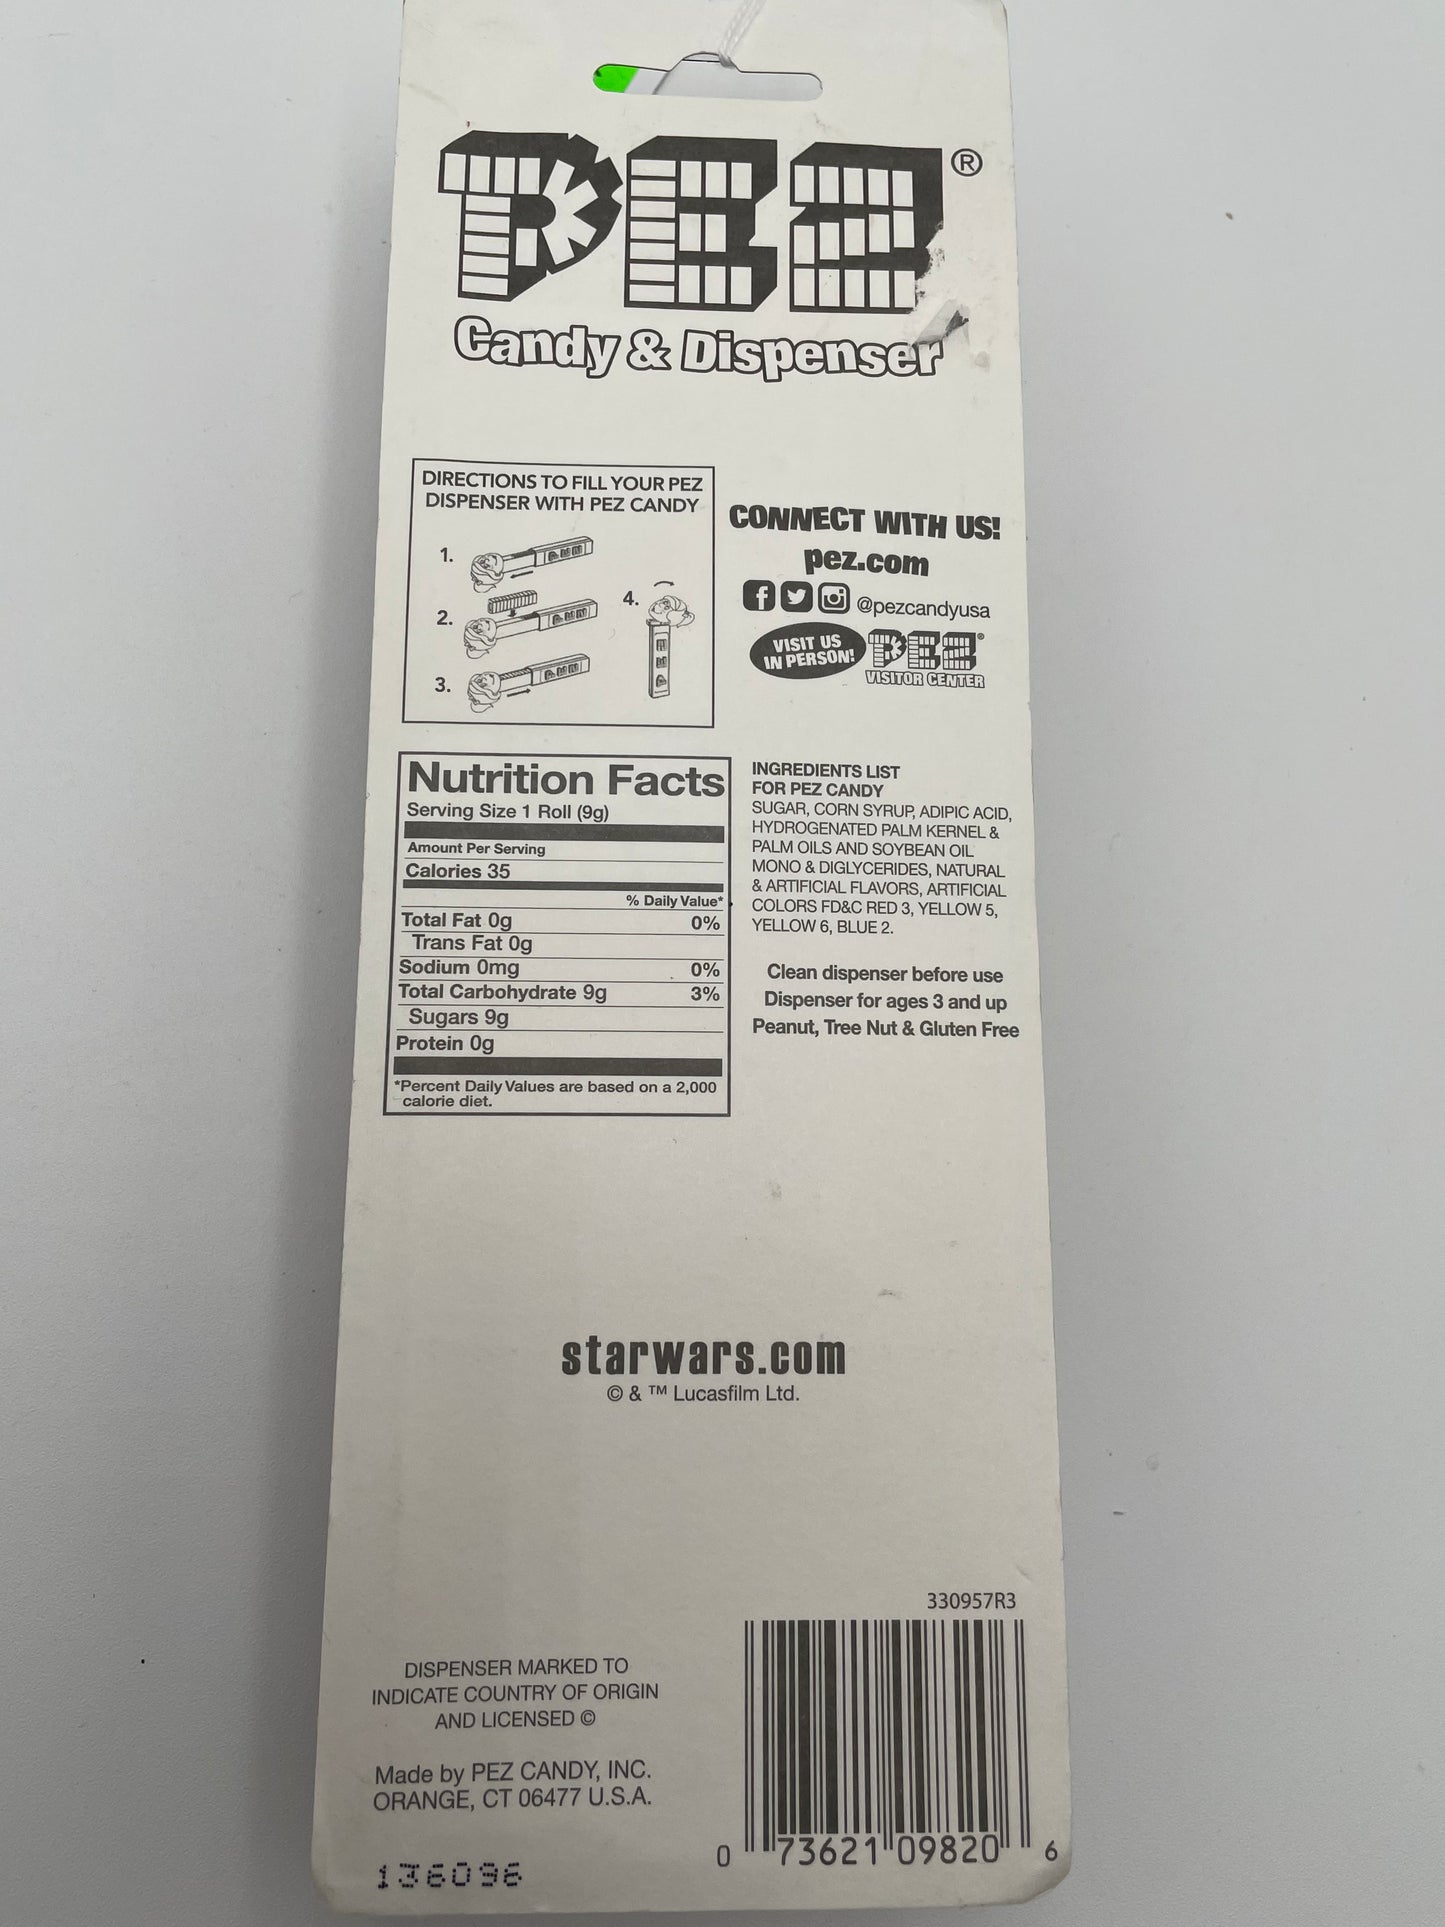 PEZ®
Candy & Dispenser
DIRECTIONS TO FILL YOUR PEZ
DISPENSER WITH PEZ CANDY
1.
2.
3.
4.
CONNECT WITH US!
pez.com
@pezcandyusa
VISIT US
IN PERSON!
PEZ®
VISITOR CENTER
Nutrition Facts
Serving Size 1 Roll (9g)
Amount Per Serving
Calories 35
% Daily Value*
Total Fat 0g 0%
Trans Fat 0g
Sodium 0mg 0%
Total Carbohydrate 9g 3%
Sugars 9g
Protein 0g
*Percent Daily Values are based on a 2,000
calorie diet.
INGREDIENTS LIST
FOR PEZ CANDY
SUGAR, CORN SYRUP, ADIPIC ACID,
HYDROGENATED PALM KERNEL &
PALM OILS AND SOYBEAN OIL
MONO & DIGLYCERIDES, NATURAL
& ARTIFICIAL FLAVORS, ARTIFICIAL
COLORS FD&C RED 3, YELLOW 5,
YELLOW 6, BLUE 2.
Clean dispenser before use
Dispenser for ages 3 and up
Peanut, Tree Nut & Gluten Free
starwars.com
© & ™ Lucasfilm Ltd.
330957R3
DISPENSER MARKED TO
INDICATE COUNTRY OF ORIGIN
AND LICENSED ©
Made by PEZ CANDY, INC.
ORANGE, CT 06477 U.S.A.
0 73621 09820 6
136096